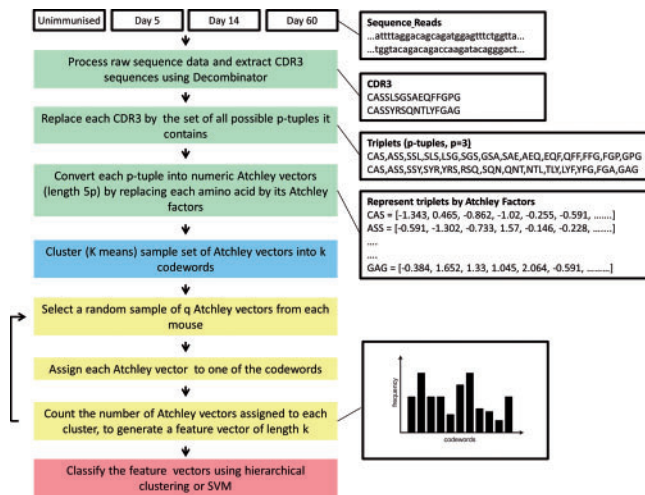 Unimmunised
Day 5
Day 14
Day 60
Process raw sequence data and extract CDR3
sequences using Decombinator
Replace each CDR3 by the set of all possible p-tuples it
contains
Convert each p-tuple into numeric Atchley vectors
(length 5p) by replacing each amino acid by its Atchley
factors
Cluster (K means) sample set of Atchley vectors into k
codewords
Select a random sample of q Atchley vectors from each
mouse
Assign each Atchley vector to one of the codwords
Count the number of Atchley vectors assigned to each
cluster, to generate a feature vector of length k
Classify the feature vectors using hierarchical
clustering or SVM
Sequence_Reads
...attttaggacagcagatggagtttctggtta...
...tggtacagacagaccaagatacagggact...
CDR3
CASSLSGSAEQFFGPG
CASSYRSQNTLYFGAG
Triplets (p-tuples, p=3)
CAS,ASS,SSL,SLS,LSG,SGS,GSA,SAE,AEQ,EQF,QFF,FFG,FGP,GPG
CAS,ASS,SSY,SYR,YRS,RSQ,SQN,QNT,NTL,TLY,LYF,YFG,FGA,GAG
Represent triplets by Atchley Factors
CAS = [-1.343, 0.465, -0.862, -1.02, -0.255, -0.591, .......]
ASS = [-0.591, -1.302, -0.733, 1.57, -0.146, -0.228, .......]
....
....
GAG = [-0.384, 1.652, 1.33, 1.045, 2.064, -0.591, .........]
frequency
codewords